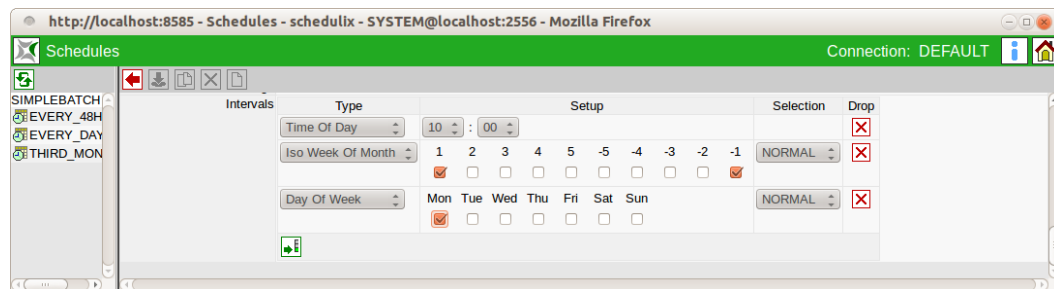 http://localhost:8585 - Schedules - schedulix - SYSTEM@localhost:2556 - Mozilla Firefox
Schedules Connection: DEFAULT
SIMPLEBATCH
EVERY_48H
EVERY_DAY
THIRD_MON
Intervals Type Setup Selection Drop
Time Of Day 10 : 00
Iso Week Of Month 1 2 3 4 5 -5 -4 -3 -2 -1 NORMAL
Day Of Week Mon Tue Wed Thu Fri Sat Sun NORMAL